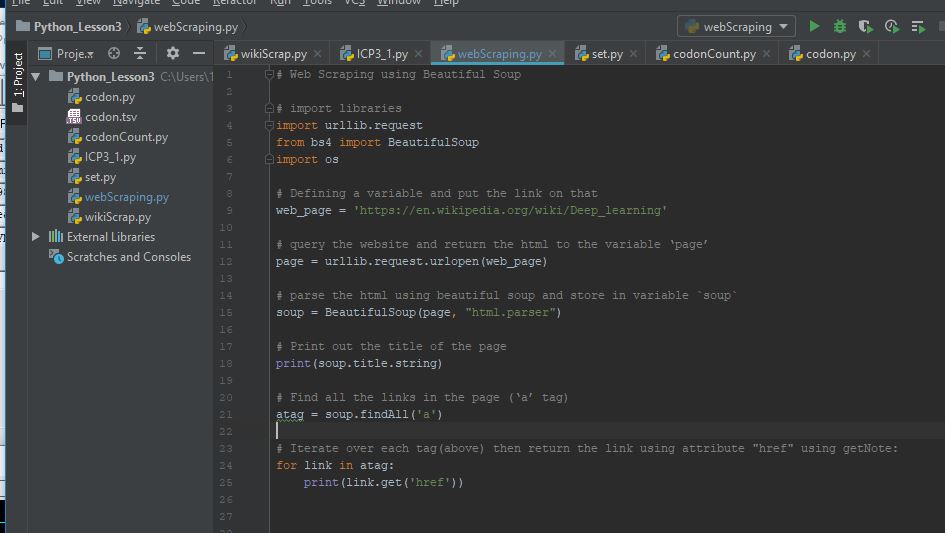 File Edit View Navigate Code Refactor Run Tools VCS Window Help
Python_Lesson3 webScraping.py webScraping
1: Project
Proje.. wikiScrap.py ICP3_1.py webScraping.py set.py codonCount.py codon.py
Python_Lesson3 C:\Users\1
codon.py
codon.tsv
codonCount.py
ICP3_1.py
set.py
webScraping.py
wikiScrap.py
External Libraries
Scratches and Consoles
1 # Web Scraping using Beautiful Soup
2
3 # import libraries
4 import urllib.request
5 from bs4 import BeautifulSoup
6 import os
7
8 # Defining a variable and put the link on that
9 web_page = 'https://en.wikipedia.org/wiki/Deep_learning'
10
11 # query the website and return the html to the variable ‘page’
12 page = urllib.request.urlopen(web_page)
13
14 # parse the html using beautiful soup and store in variable `soup`
15 soup = BeautifulSoup(page, "html.parser")
16
17 # Print out the title of the page
18 print(soup.title.string)
19
20 # Find all the links in the page (‘a’ tag)
21 atag = soup.findAll('a')
22
23 # Iterate over each tag(above) then return the link using attribute "href" using getNote:
24 for link in atag:
25 print(link.get('href'))
26
27
28